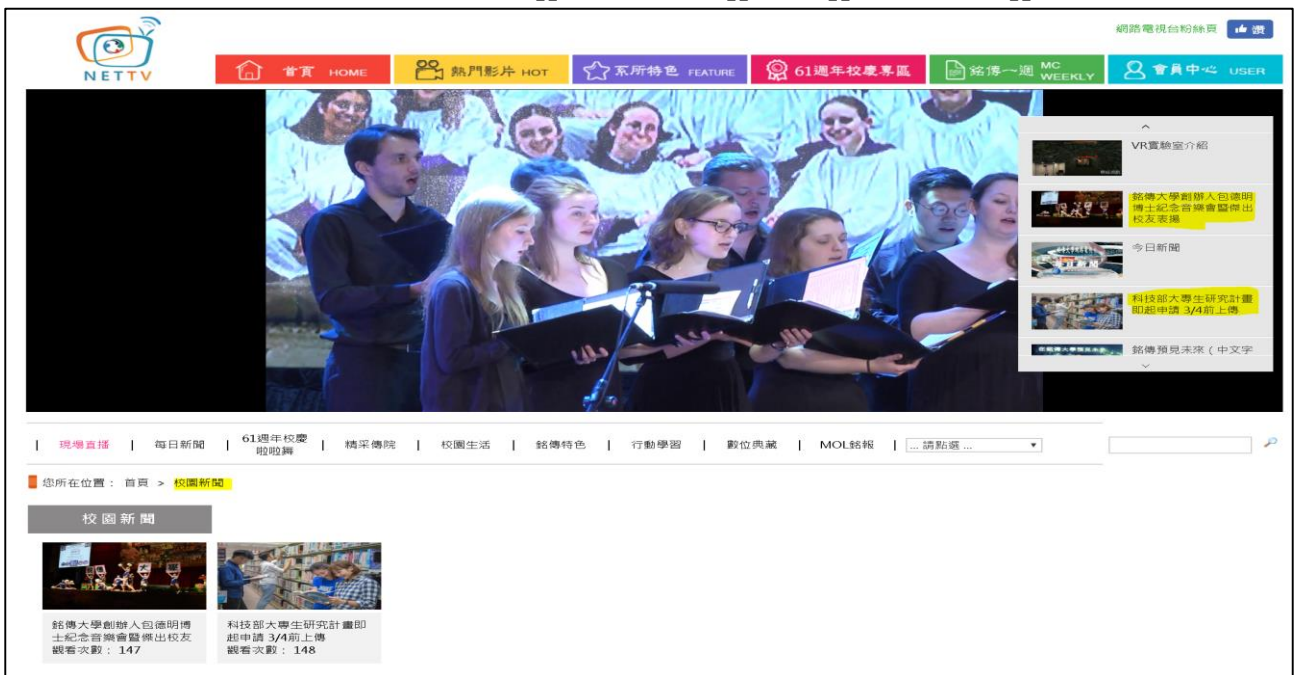 網路電視台粉絲頁 讚
NETTV
首頁 HOME
熱門影片 HOT
系所特色 FEATURE
61週年校慶專區
銘傳一週 MC WEEKLY
會員中心 USER
VR實驗室介紹
銘傳大學創辦人包德明
博士紀念音樂會暨傑出
校友表揚
今日新聞
科技部大專生研究計畫
即起申請 3/4前上傳
銘傳預見未來 ( 中文字
| 現場直播 | 每日新聞 | 61週年校慶啦啦舞 | 精采傳院 | 校園生活 | 銘傳特色 | 行動學習 | 數位典藏 | MOL銘報 | ... 請點選 ...
您所在位置： 首頁 > 校園新聞
校園新聞
銘傳大學創辦人包德明博
士紀念音樂會暨傑出校友
觀看次數： 147
科技部大專生研究計畫即
起申請 3/4前上傳
觀看次數： 148